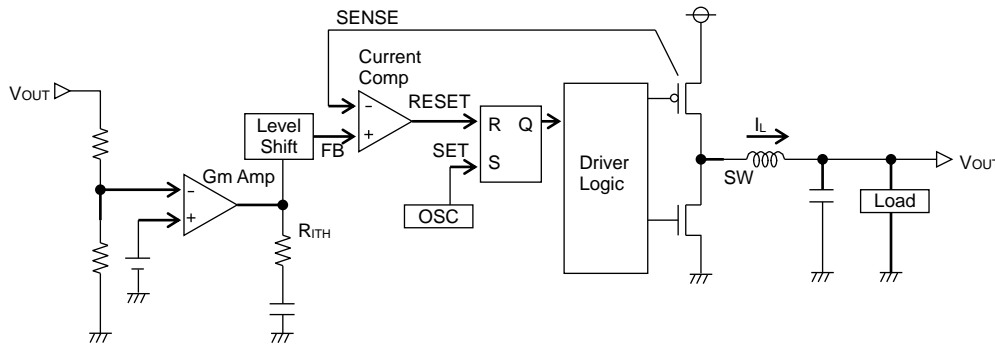 SENSE
Current
Comp
VOUT
RESET
Level
Shift
FB
R Q
S
SET
Driver
Logic
IL
SW
VOUT
Gm Amp
OSC
Load
RITH
−
+
−
+